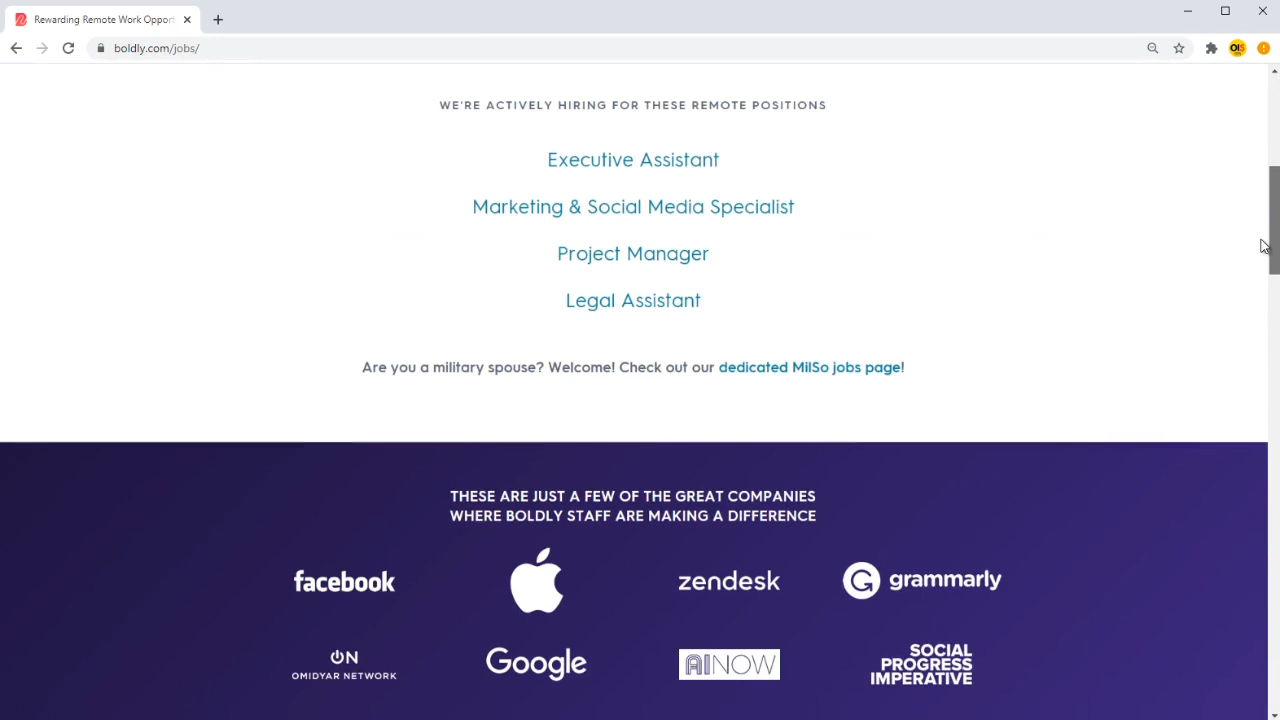 Rewarding Remote Work Opport
boldly.com/jobs/
WE'RE ACTIVELY HIRING FOR THESE REMOTE POSITIONS
Executive Assistant
Marketing & Social Media Specialist
Project Manager
Legal Assistant
Are you a military spouse? Welcome! Check out our dedicated MilSo jobs page!
THESE ARE JUST A FEW OF THE GREAT COMPANIES
WHERE BOLDLY STAFF ARE MAKING A DIFFERENCE
facebook
zendesk
G grammarly
ON
OMIDYAR NETWORK
Google
AINOW
SOCIAL
PROGRESS
IMPERATIVE